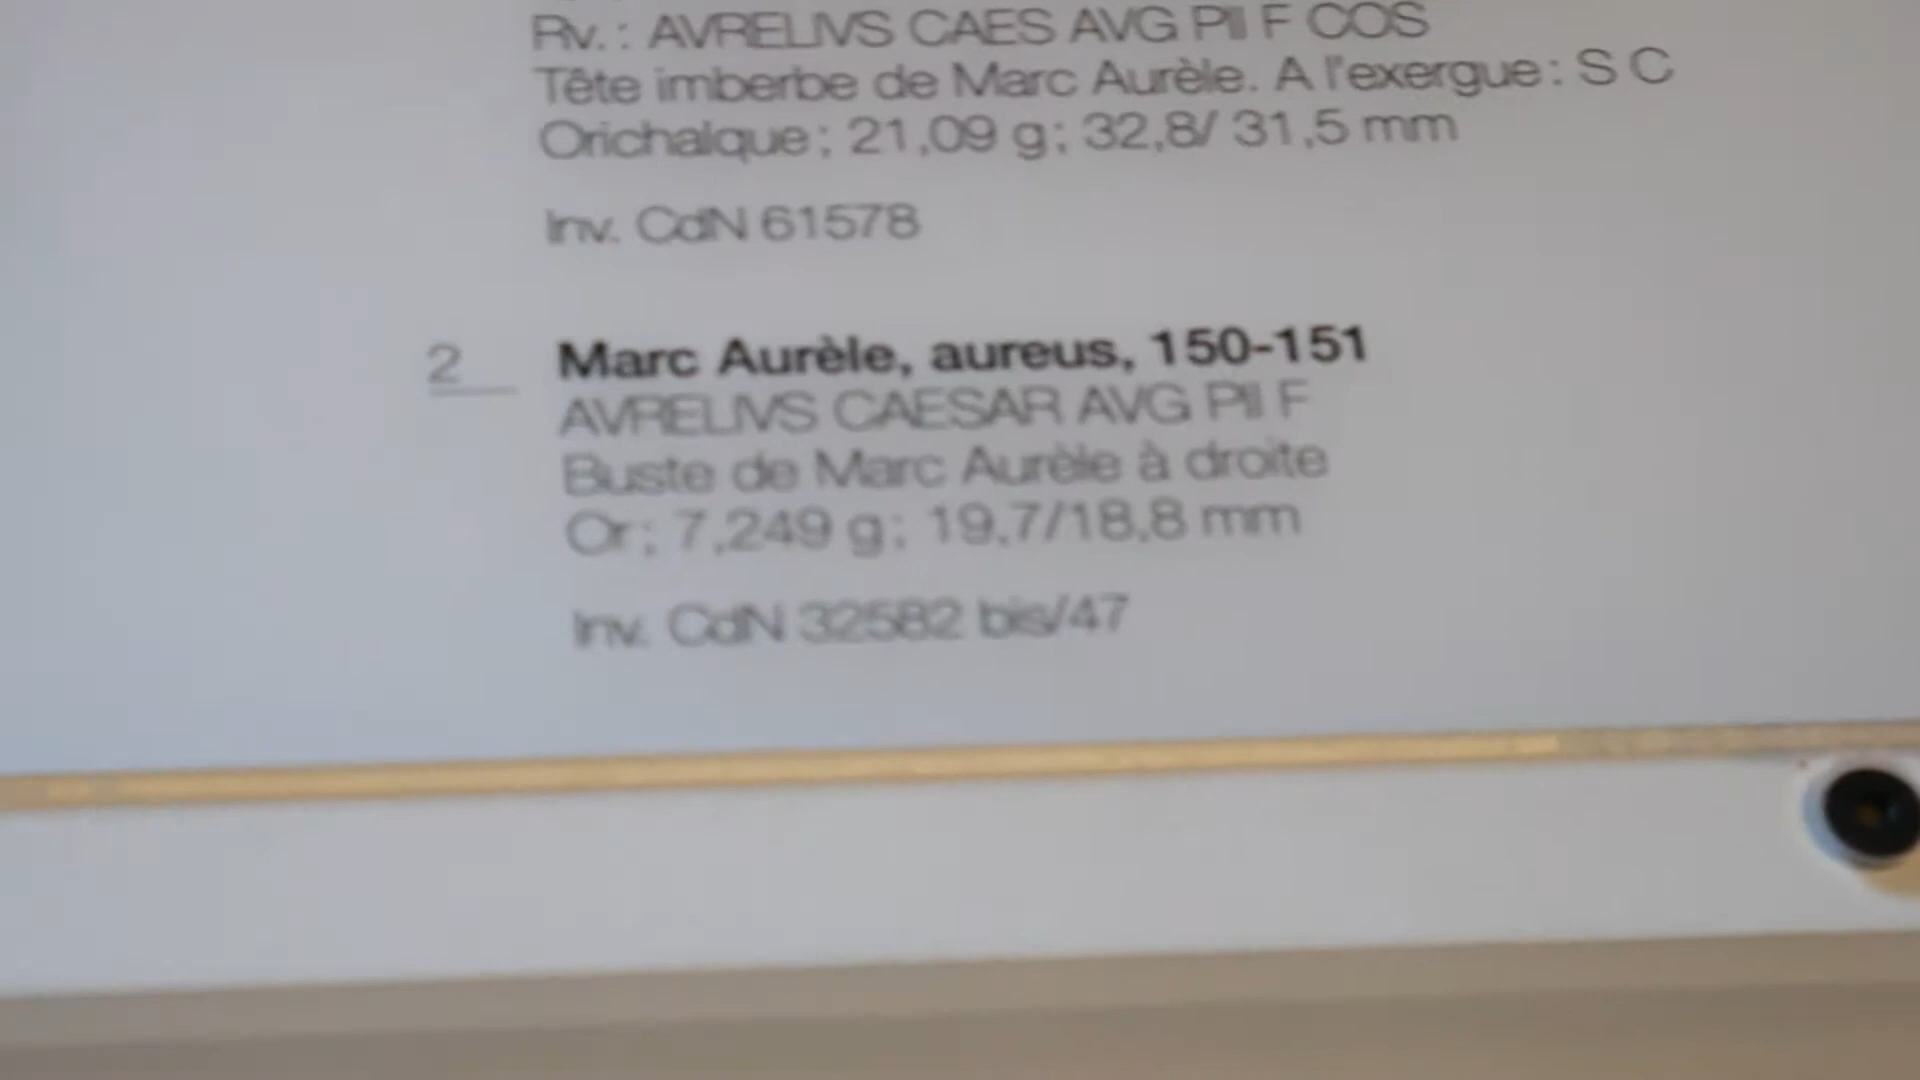 Rv. : AVRELIVS CAES AVG PII F COS
Tête imberbe de Marc Aurèle. A l'exergue : S C
Orichalque ; 21,09 g ; 32,8/ 31,5 mm
Inv. CdN 61578
2 Marc Aurèle, aureus, 150-151
AVRELIVS CAESAR AVG PII F
Buste de Marc Aurèle à droite
Or ; 7,249 g ; 19,7/18,8 mm
Inv. CdN 32582 bis/47